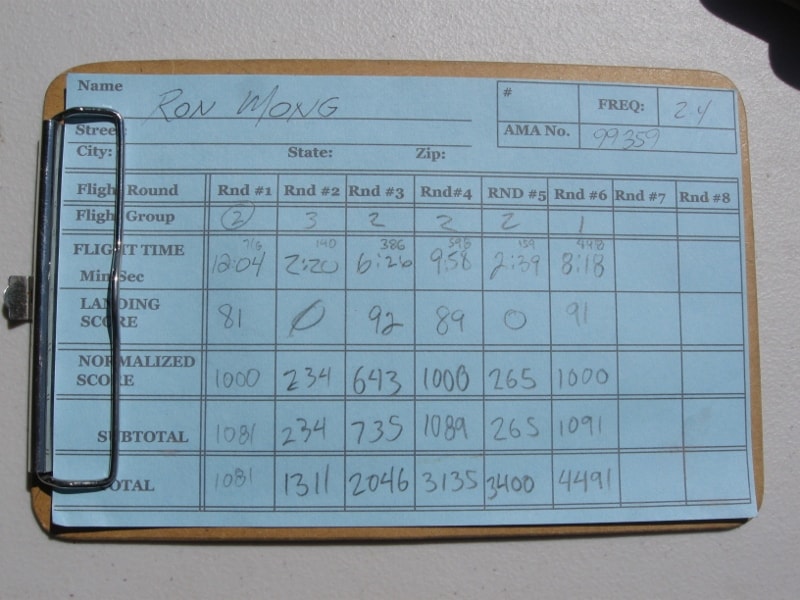 Name Ron Mong # FREQ: 2.4
Street: AMA No. 99359
City: State: Zip:
Flight Round Rnd #1 Rnd #2 Rnd #3 Rnd#4 RND #5 Rnd #6 Rnd #7 Rnd #8
Flight Group 2 3 2 2 2 1
716 140 386 598 159 498
FLIGHT TIME 12:04 2:20 6:26 9:58 2:39 8:18
Min Sec
LANDING SCORE 81 0 92 89 0 91
NORMALIZED SCORE 1000 234 643 1000 265 1000
SUBTOTAL 1081 234 735 1089 265 1091
TOTAL 1081 1311 2046 3135 3400 4491